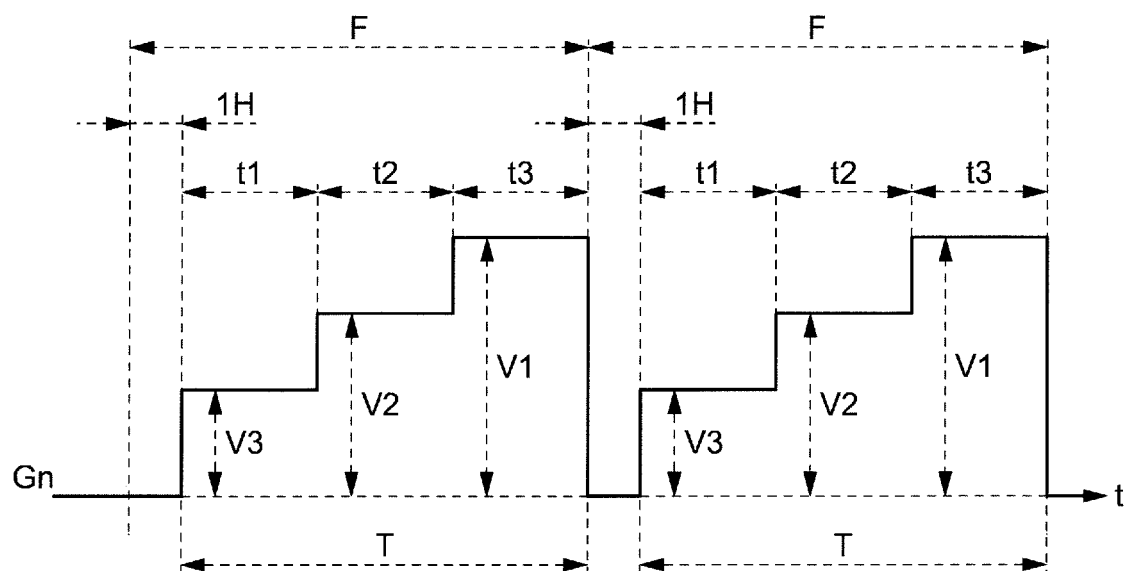 F F
1H 1H
t1 t2 t3 t1 t2 t3
V1 V1
V2 V2
V3 V3
Gn t
T T